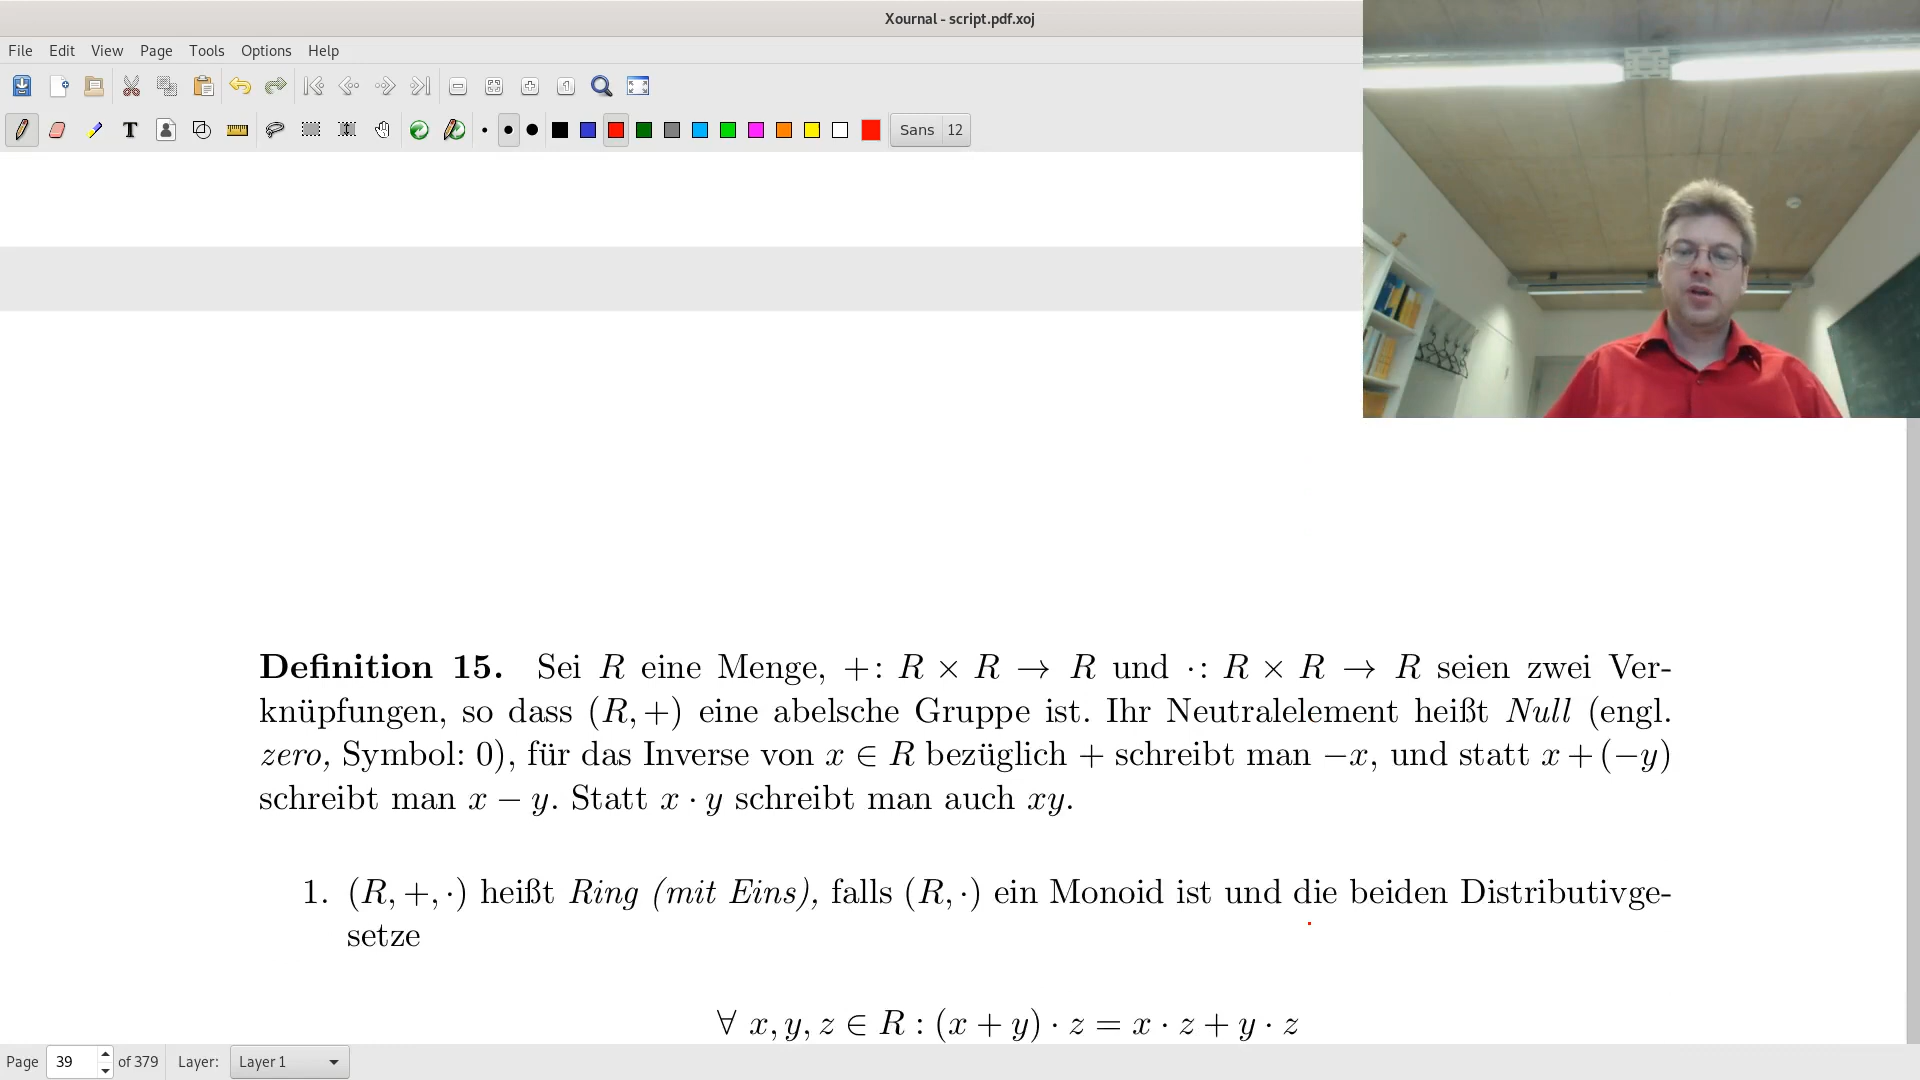 Xournal - script.pdf.xoj
File Edit View Page Tools Options Help
Sans 12
Definition 15. Sei R eine Menge, +: R × R → R und ·: R × R → R seien zwei Ver-
knüpfungen, so dass (R, +) eine abelsche Gruppe ist. Ihr Neutralelement heißt Null (engl.
zero, Symbol: 0), für das Inverse von x ∈ R bezüglich + schreibt man −x, und statt x + (−y)
schreibt man x − y. Statt x · y schreibt man auch xy.
1. (R, +, ·) heißt Ring (mit Eins), falls (R, ·) ein Monoid ist und die beiden Distributivge-
setze
∀ x, y, z ∈ R : (x + y) · z = x · z + y · z
Page 39 of 379 Layer: Layer 1